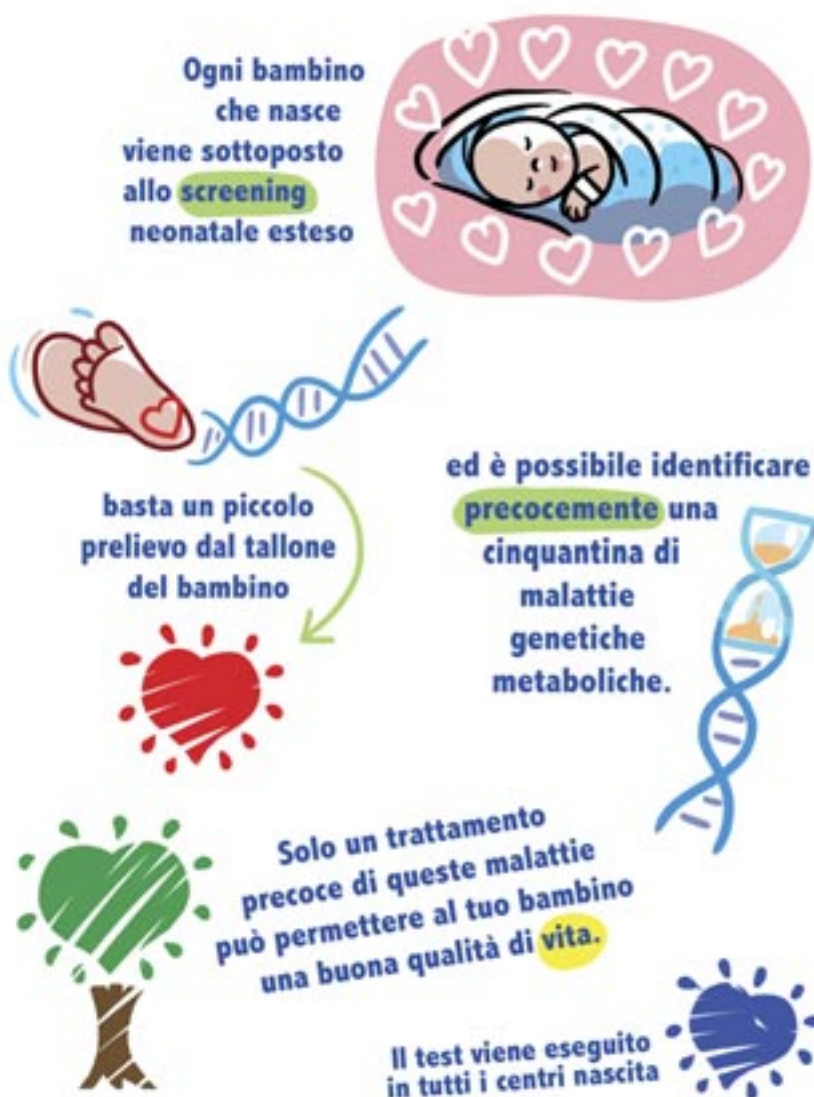 Ogni bambino
che nasce
viene sottoposto
allo screening
neonatale esteso
basta un piccolo
prelievo dal tallone
del bambino
ed è possibile identificare
precocemente una
cinquantina di
malattie
genetiche
metaboliche.
Solo un trattamento
precoce di queste malattie
può permettere al tuo bambino
una buona qualità di vita.
Il test viene eseguito
in tutti i centri nascita